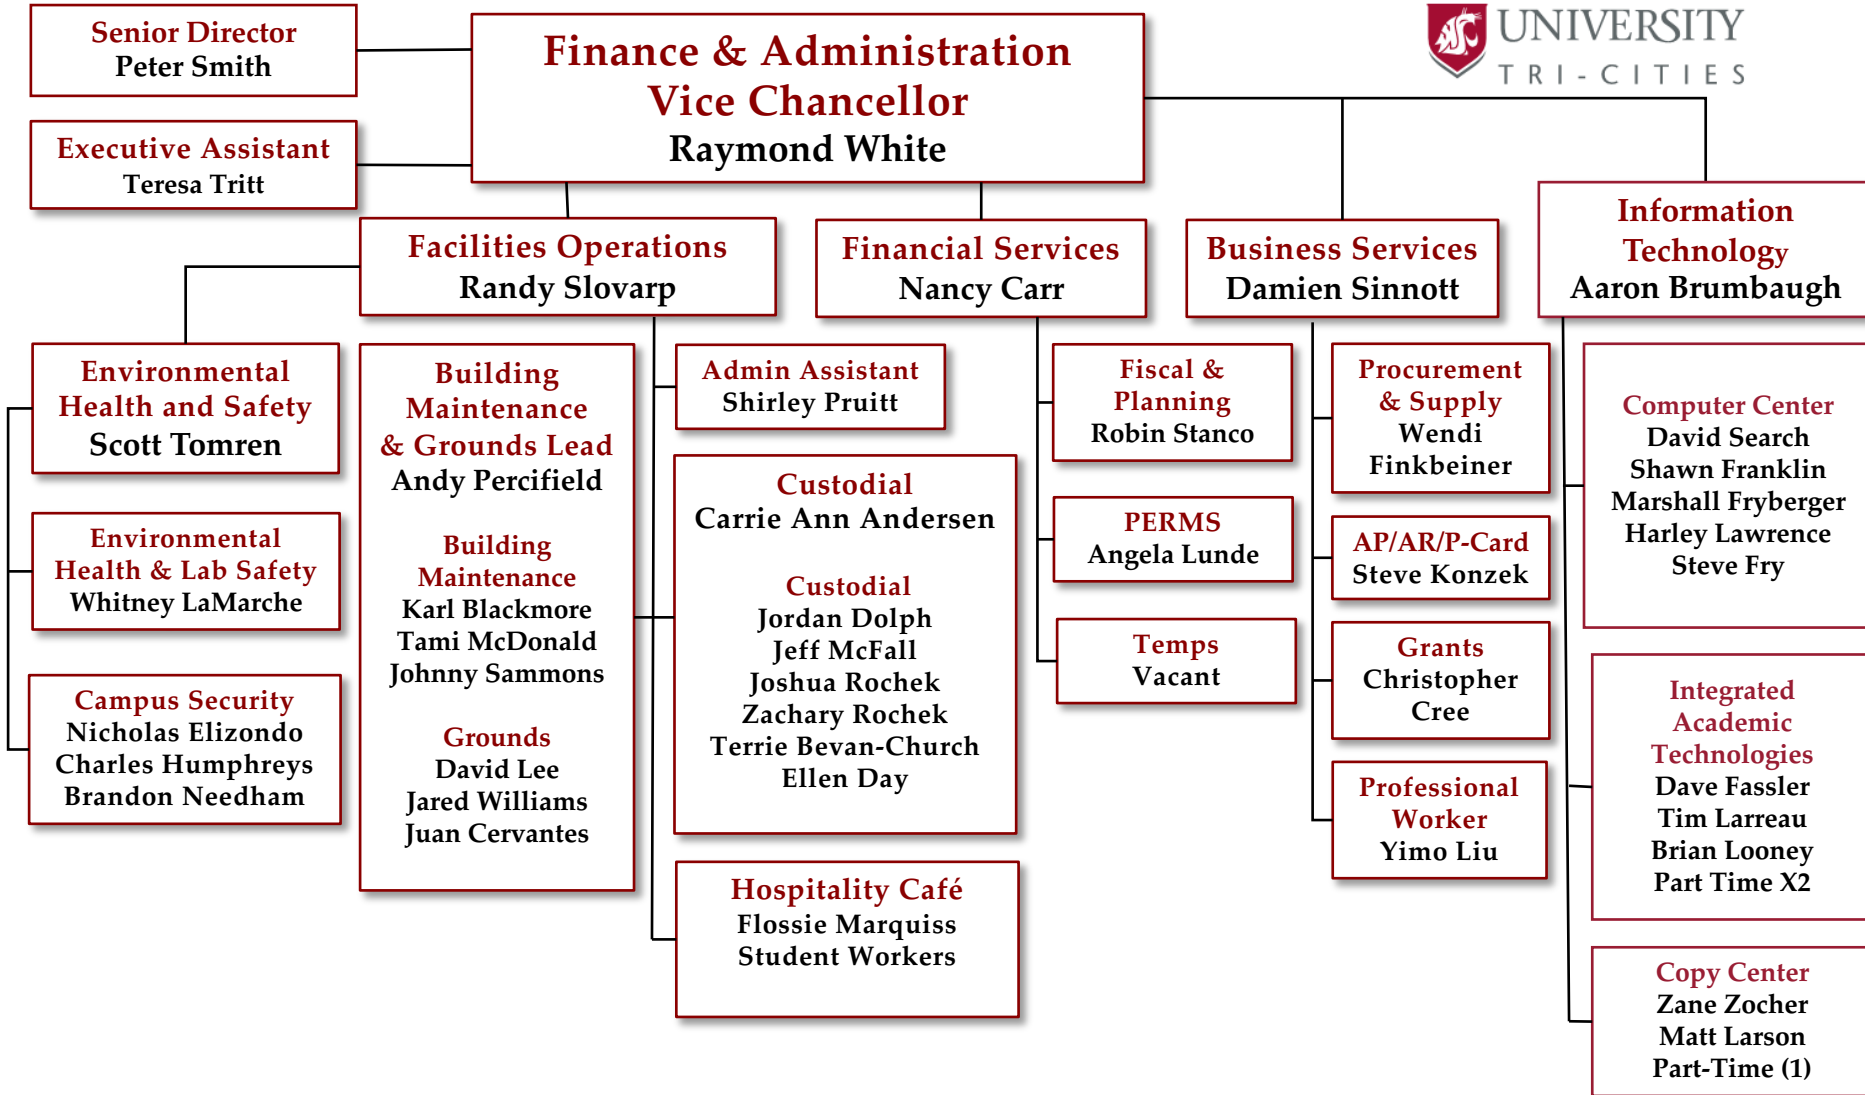 Senior Director
Peter Smith
Finance & Administration
Vice Chancellor
Raymond White
UNIVERSITY
TRI-CITIES
Executive Assistant
Teresa Tritt
Facilities Operations
Randy Slovarp
Financial Services
Nancy Carr
Business Services
Damien Sinnott
Information
Technology
Aaron Brumbaugh
Environmental
Health and Safety
Scott Tomren
Environmental
Health & Lab Safety
Whitney LaMarche
Campus Security
Nicholas Elizondo
Charles Humphreys
Brandon Needham
Building
Maintenance
& Grounds Lead
Andy Percifield
Building
Maintenance
Karl Blackmore
Tami McDonald
Johnny Sammons
Grounds
David Lee
Jared Williams
Juan Cervantes
Admin Assistant
Shirley Pruitt
Custodial
Carrie Ann Andersen
Custodial
Jordan Dolph
Jeff McFall
Joshua Rochek
Zachary Rochek
Terrie Bevan-Church
Ellen Day
Hospitality Café
Flossie Marquiss
Student Workers
Fiscal &
Planning
Robin Stanco
PERMS
Angela Lunde
Temps
Vacant
Procurement
& Supply
Wendi
Finkbeiner
AP/AR/P-Card
Steve Konzek
Grants
Christopher
Cree
Professional
Worker
Yimo Liu
Computer Center
David Search
Shawn Franklin
Marshall Fryberger
Harley Lawrence
Steve Fry
Integrated
Academic
Technologies
Dave Fassler
Tim Larreau
Brian Looney
Part Time X2
Copy Center
Zane Zocher
Matt Larson
Part-Time (1)